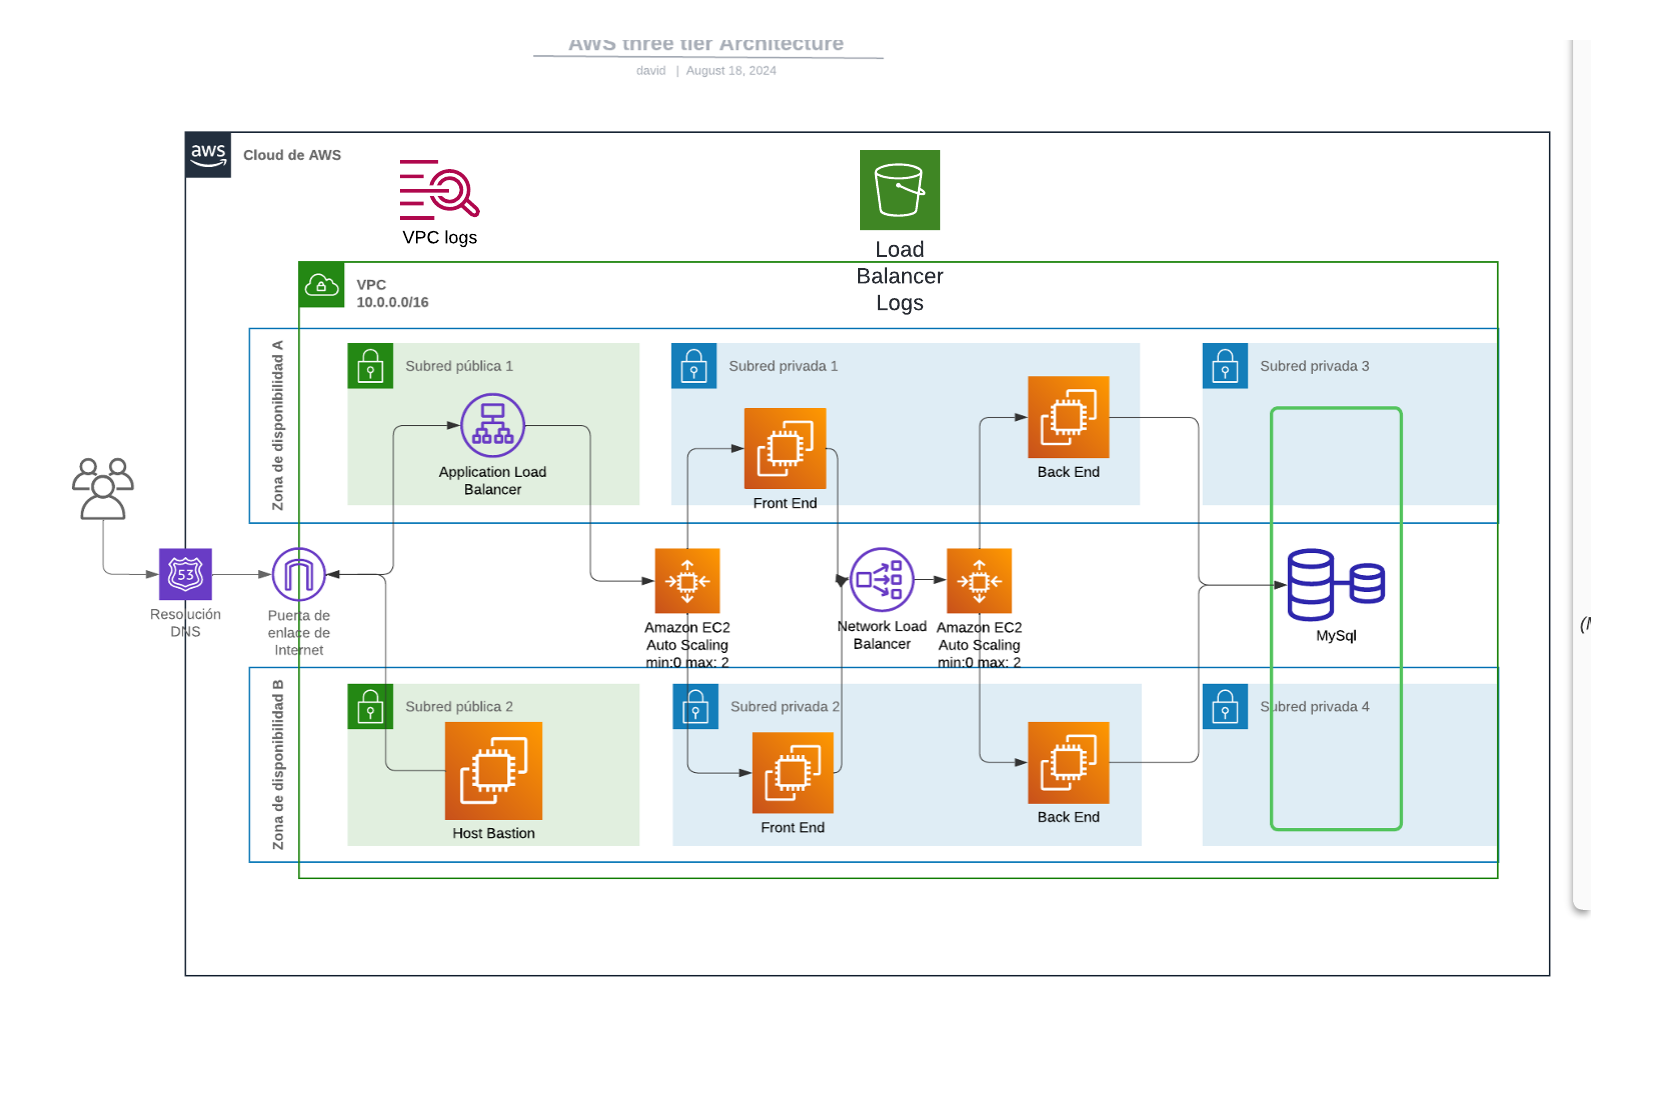 AWS three tier Architecture
david | August 18, 2024
aws
Cloud de AWS
VPC logs
Load
Balancer
Logs
VPC
10.0.0.0/16
Zona de disponibilidad A
Subred pública 1
Application Load
Balancer
Subred privada 1
Front End
Back End
Subred privada 3
53
Resolución
DNS
Puerta de
enlace de
Internet
Amazon EC2
Auto Scaling
min:0 max: 2
Network Load
Balancer
Amazon EC2
Auto Scaling
min:0 max: 2
MySql
Zona de disponibilidad B
Subred pública 2
Host Bastion
Subred privada 2
Front End
Back End
Subred privada 4